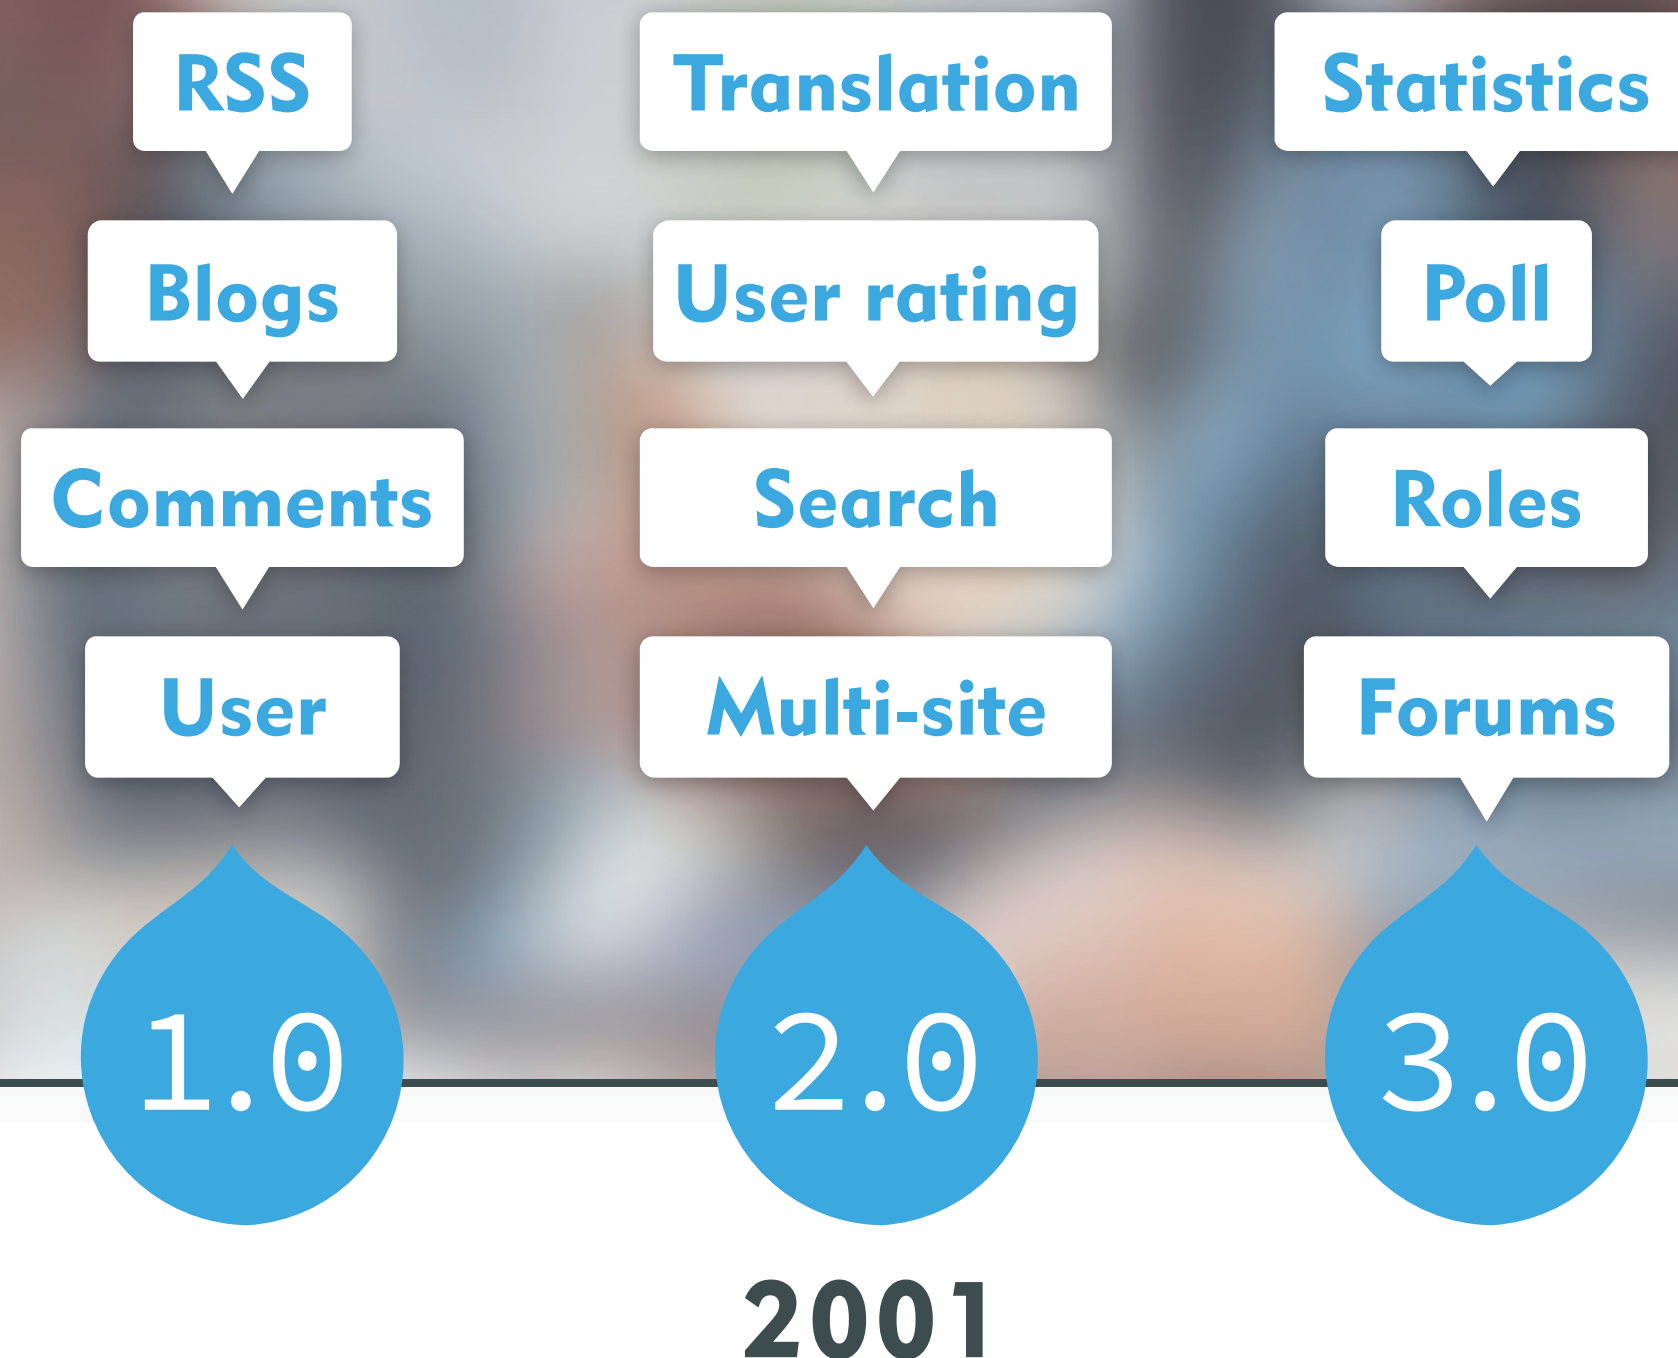 RSS
Translation
Statistics
Blogs
User rating
Poll
Comments
Search
Roles
User
Multi-site
Forums
1.0
2.0
3.0
2001